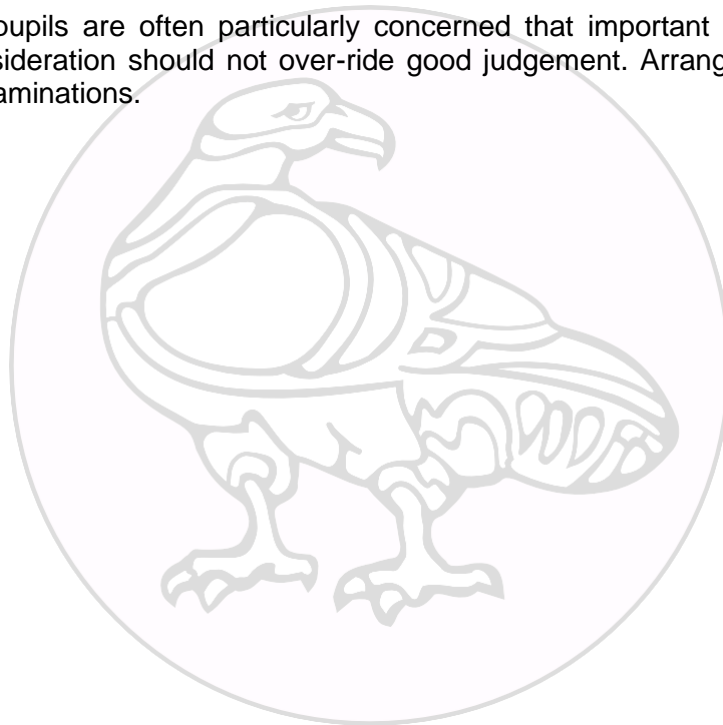 pupils are often particularly concerned that important
sideration should not over-ride good judgement. Arrang
aminations.